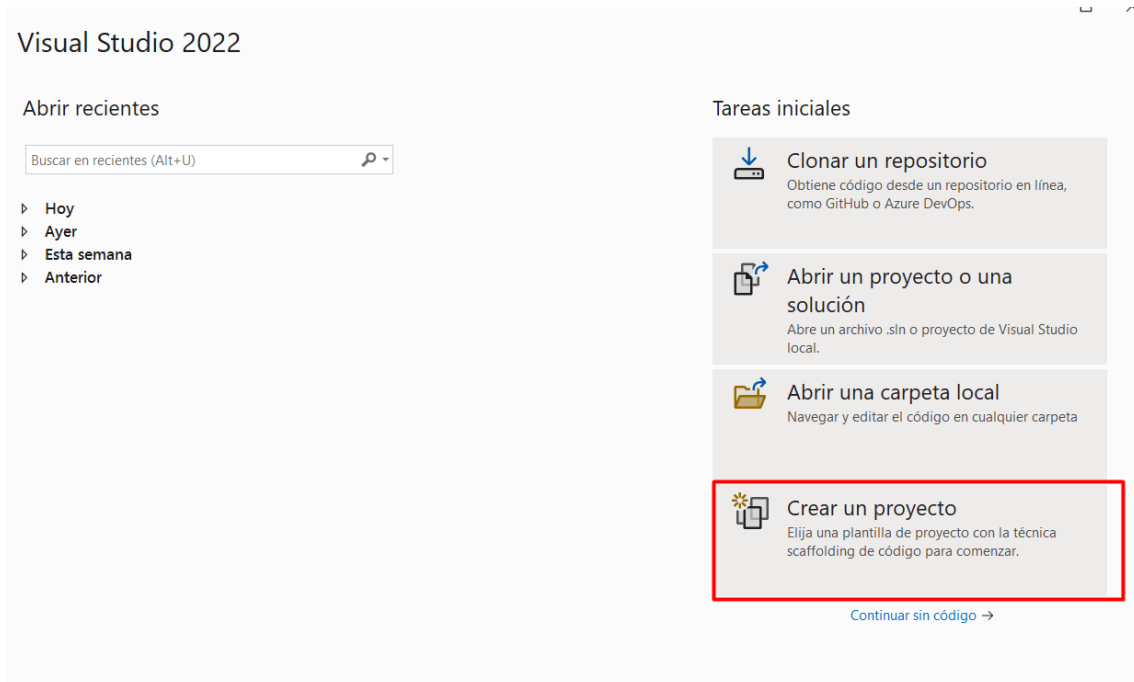 Visual Studio 2022
Abrir recientes
Buscar en recientes (Alt+U)
Hoy
Ayer
Esta semana
Anterior
Tareas iniciales
Clonar un repositorio
Obtiene código desde un repositorio en línea,
como GitHub o Azure DevOps.
Abrir un proyecto o una
solución
Abre un archivo .sln o proyecto de Visual Studio
local.
Abrir una carpeta local
Navegar y editar el código en cualquier carpeta
Crear un proyecto
Elija una plantilla de proyecto con la técnica
scaffolding de código para comenzar.
Continuar sin código →